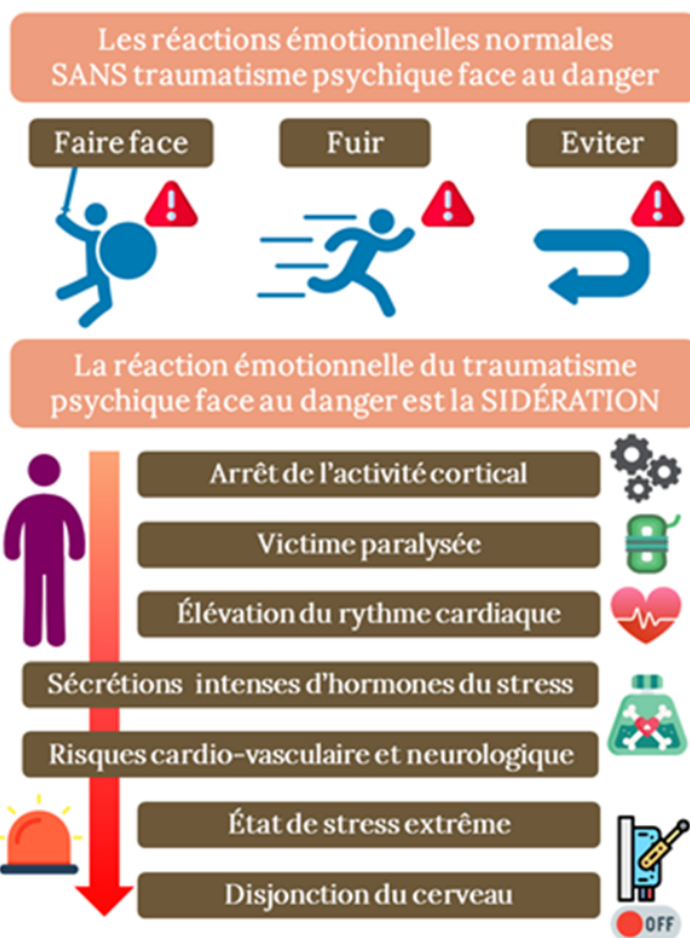 Les réactions émotionnelles normales
SANS traumatisme psychique face au danger
Faire face
Fuir
Eviter
La réaction émotionnelle du traumatisme
psychique face au danger est la SIDÉRATION
Arrêt de l'activité cortical
Victime paralysée
Élévation du rythme cardiaque
Sécrétions intenses d'hormones du stress
Risques cardio-vasculaire et neurologique
État de stress extrême
Disjonction du cerveau
OFF